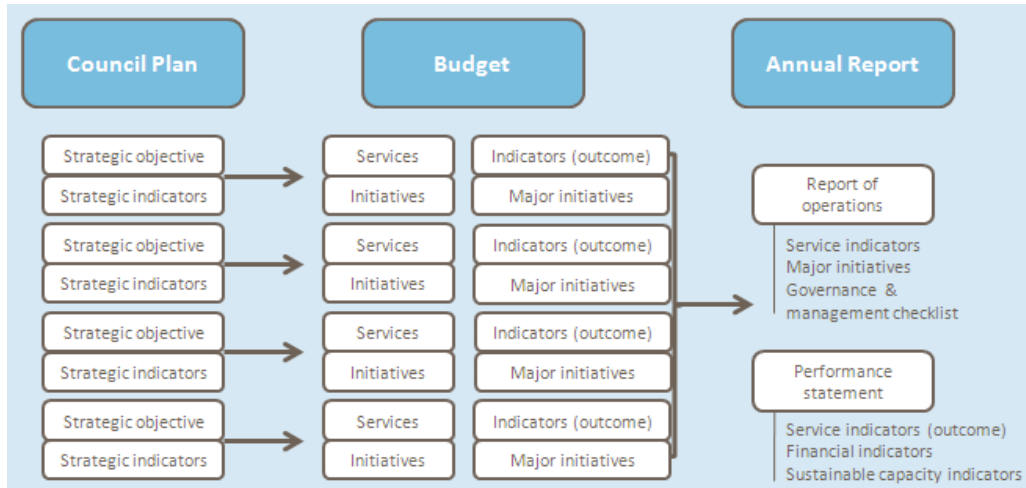 Council Plan
Budget
Annual Report
Strategic objective
Strategic indicators
Services
Initiatives
Indicators (outcome)
Major initiatives
Strategic objective
Strategic indicators
Services
Initiatives
Indicators (outcome)
Major initiatives
Strategic objective
Strategic indicators
Services
Initiatives
Indicators (outcome)
Major initiatives
Strategic objective
Strategic indicators
Services
Initiatives
Indicators (outcome)
Major initiatives
Report of
operations
Service indicators
Major initiatives
Governance &
management checklist
Performance
statement
Service indicators (outcome)
Financial indicators
Sustainable capacity indicators